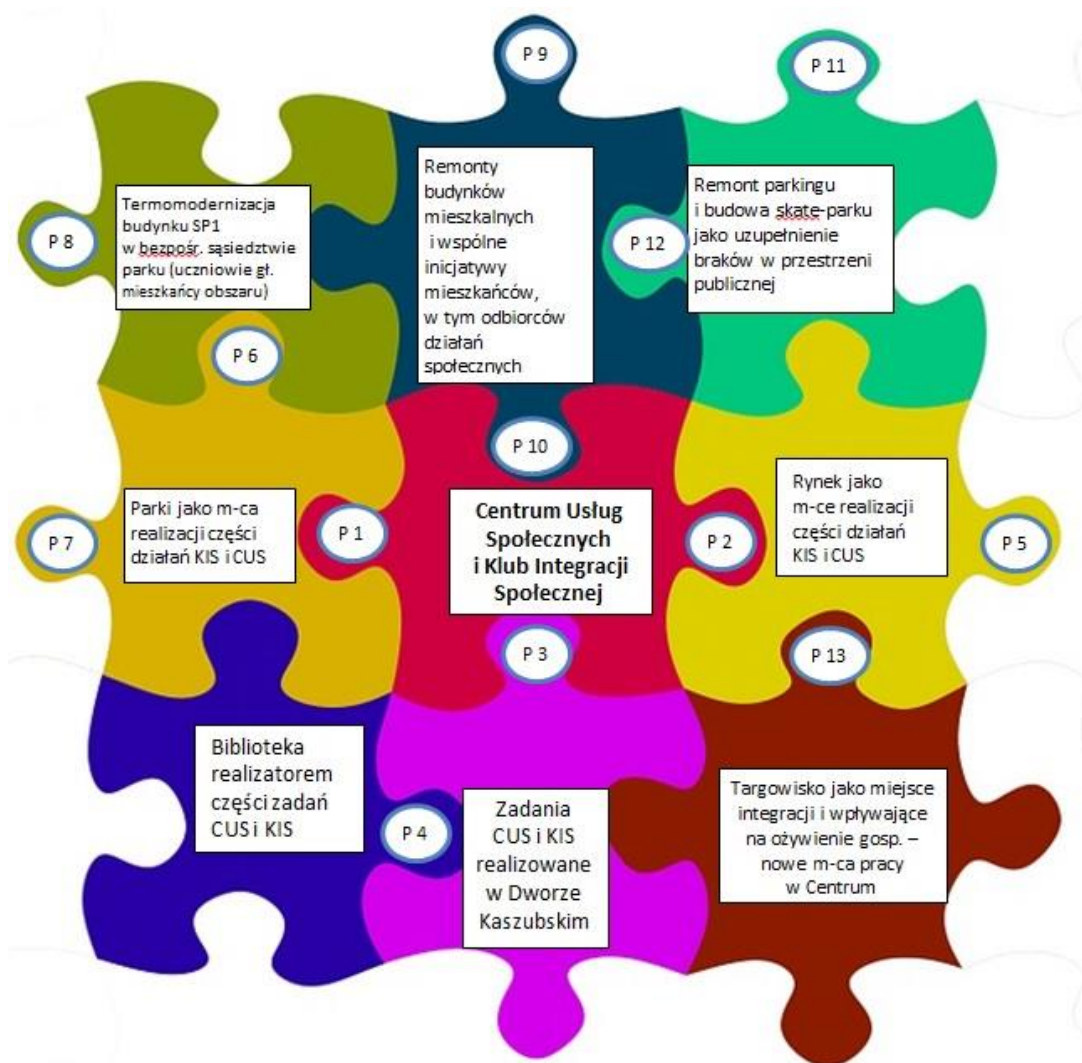 P 9
P 11
Termomodernizacja
budynku SP1
w bezpośr. sąsiedztwie
parku (uczniowie gł.
mieszkańcy obszaru)
P 8
Remonty
budynków
mieszkalnych
i wspólne
inicjatywy
mieszkańców,
w tym odbiorców
działań
społecznych
P 12
Remont parkingu
i budowa skate-parku
jako uzupełnienie
braków w przestrzeni
publicznej
P 6
P 10
Parki jako m-ca
realizacji części
działań KIS i CUS
P 7
P 1
Centrum Usług
Społecznych
i Klub Integracji
Społecznej
P 2
Rynek jako
m-ce realizacji
części działań
KIS i CUS
P 5
P 3
P 13
Biblioteka
realizatorem
części zadań
CUS i KIS
P 4
Zadania
CUS i KIS
realizowane
w Dworze
Kaszubskim
Targowisko jako miejsce
integracji i wpływające
na ożywienie gosp. –
nowe m-ca pracy
w Centrum